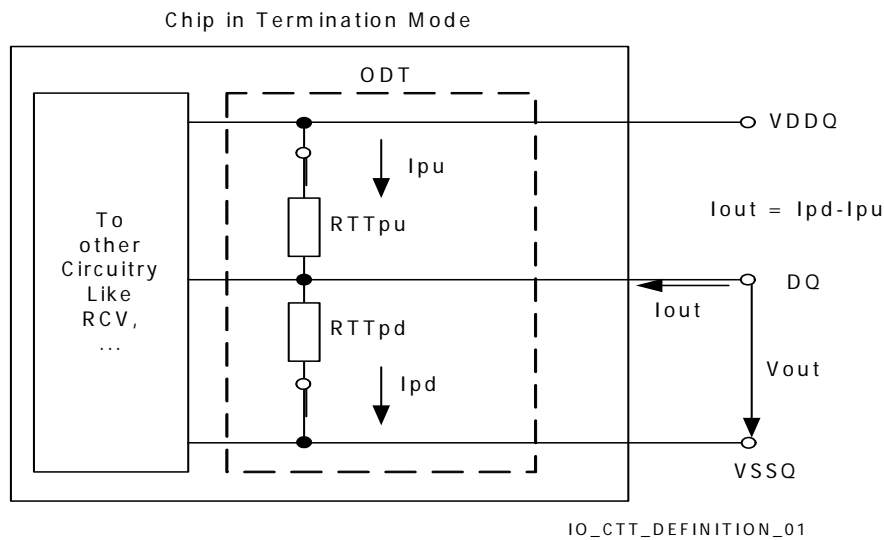 Chip in Termination Mode
ODT
VDDQ
Ipu
Iout = Ipd-Ipu
To
other
Circuitry
Like
RCV,
...
RTTpu
DQ
Iout
RTTpd
Vout
Ipd
VSSQ
IO_CTT_DEFINITION_01